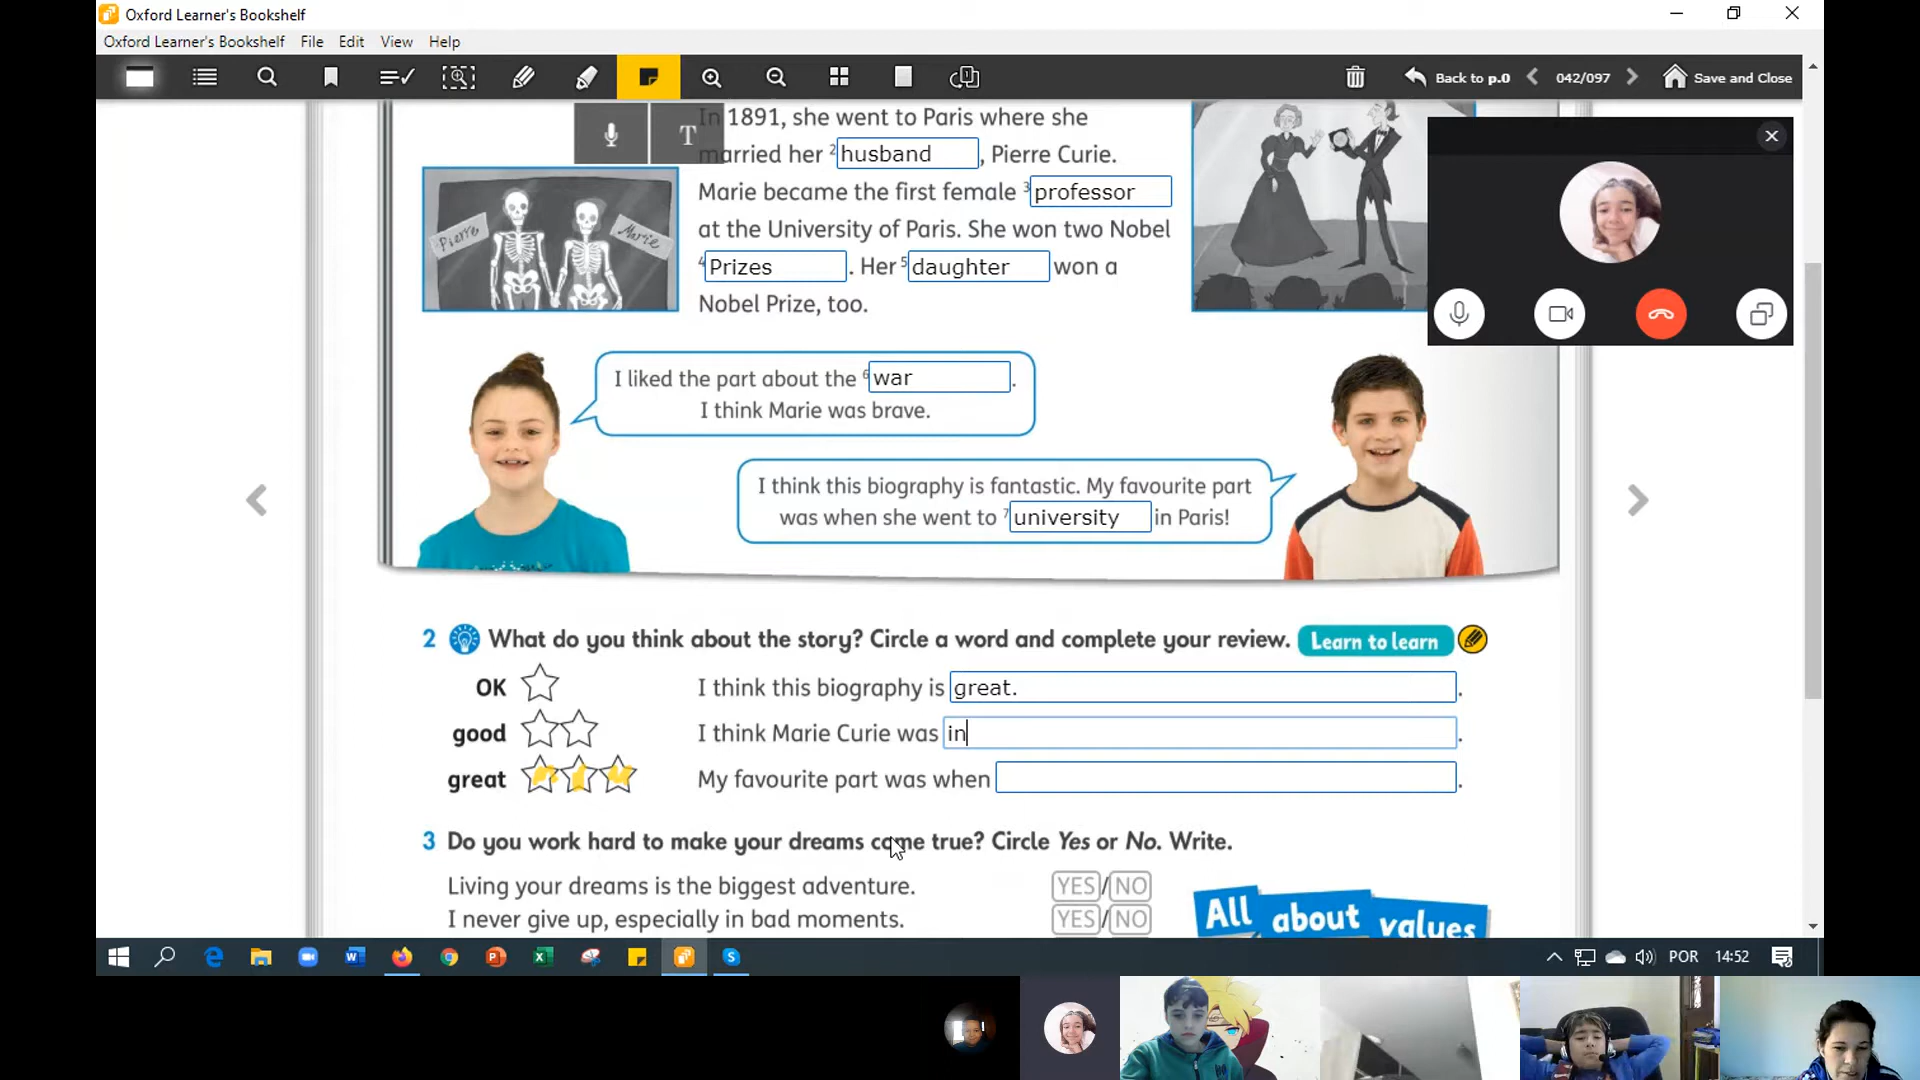 Oxford Learner's Bookshelf
Oxford Learner's Bookshelf File Edit View Help
Back to p.0 042/097 Save and Close
T
In 1891, she went to Paris where she
married her 2 husband , Pierre Curie.
Marie became the first female 3 professor
at the University of Paris. She won two Nobel
4 Prizes . Her 5 daughter won a
Nobel Prize, too.
Pierre
Marie
I liked the part about the 6 war .
I think Marie was brave.
I think this biography is fantastic. My favourite part
was when she went to 7 university in Paris!
2 What do you think about the story? Circle a word and complete your review. Learn to learn
OK I think this biography is great. .
good I think Marie Curie was in .
great My favourite part was when .
3 Do you work hard to make your dreams come true? Circle Yes or No. Write.
Living your dreams is the biggest adventure. YES / NO
I never give up, especially in bad moments. YES / NO
All about values
POR 14:52